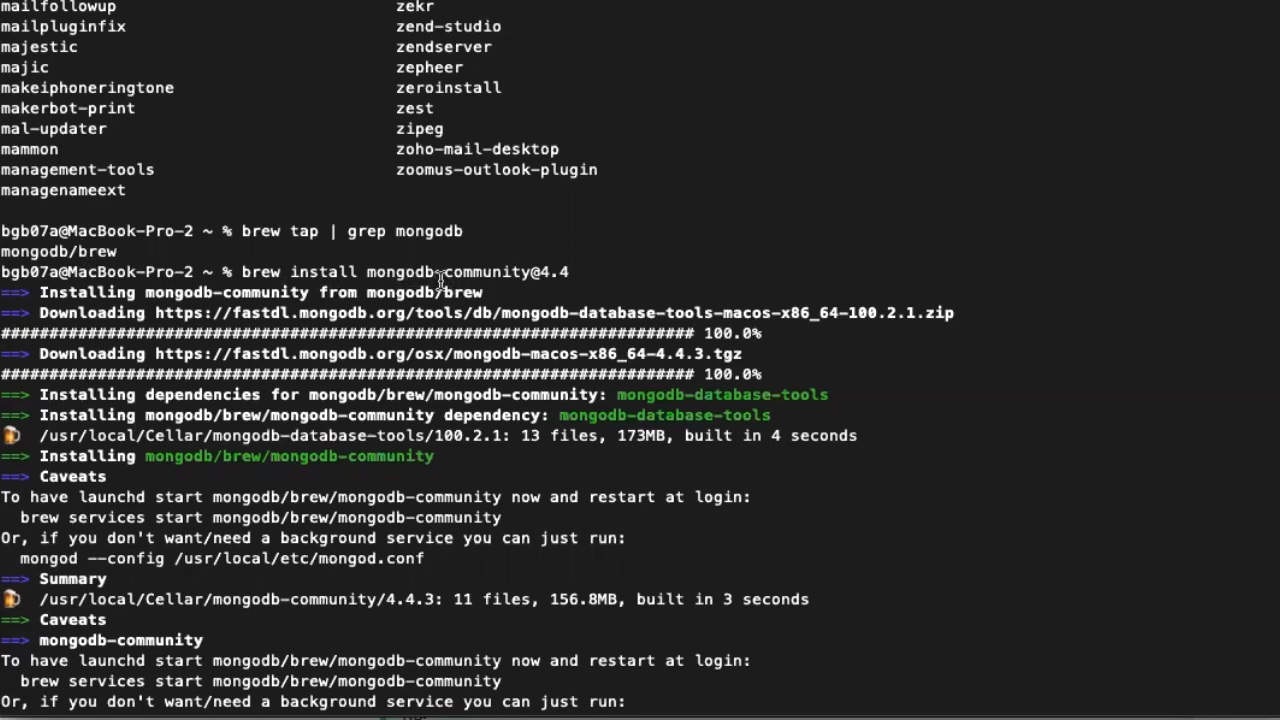 mailfollowup zekr
mailpluginfix zend-studio
majestic zendserver
majic zepheer
makeiphoneringtone zeroinstall
makerbot-print zest
mal-updater zipeg
mammon zoho-mail-desktop
management-tools zoomus-outlook-plugin
managenameext
bgb07a@MacBook-Pro-2 ~ % brew tap | grep mongodb
mongodb/brew
bgb07a@MacBook-Pro-2 ~ % brew install mongodb-community@4.4
==> Installing mongodb-community from mongodb/brew
==> Downloading https://fastdl.mongodb.org/tools/db/mongodb-database-tools-macos-x86_64-100.2.1.zip
######################################################################## 100.0%
==> Downloading https://fastdl.mongodb.org/osx/mongodb-macos-x86_64-4.4.3.tgz
######################################################################## 100.0%
==> Installing dependencies for mongodb/brew/mongodb-community: mongodb-database-tools
==> Installing mongodb/brew/mongodb-community dependency: mongodb-database-tools
🍺 /usr/local/Cellar/mongodb-database-tools/100.2.1: 13 files, 173MB, built in 4 seconds
==> Installing mongodb/brew/mongodb-community
==> Caveats
To have launchd start mongodb/brew/mongodb-community now and restart at login:
brew services start mongodb/brew/mongodb-community
Or, if you don't want/need a background service you can just run:
mongod --config /usr/local/etc/mongod.conf
==> Summary
🍺 /usr/local/Cellar/mongodb-community/4.4.3: 11 files, 156.8MB, built in 3 seconds
==> Caveats
==> mongodb-community
To have launchd start mongodb/brew/mongodb-community now and restart at login:
brew services start mongodb/brew/mongodb-community
Or, if you don't want/need a background service you can just run: